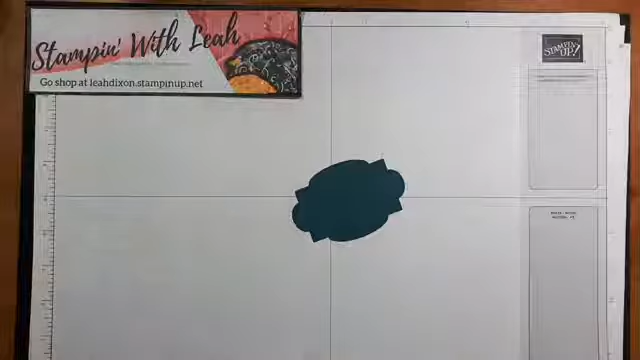 Stampin' With Leah
Go shop at leahdixon.stampinup.net
STAMPIN' UP!